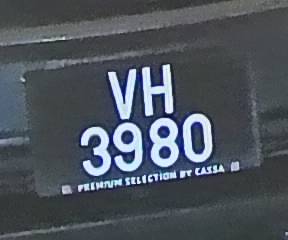 VH
3980
PREMIUM SELECTION BY CASSA